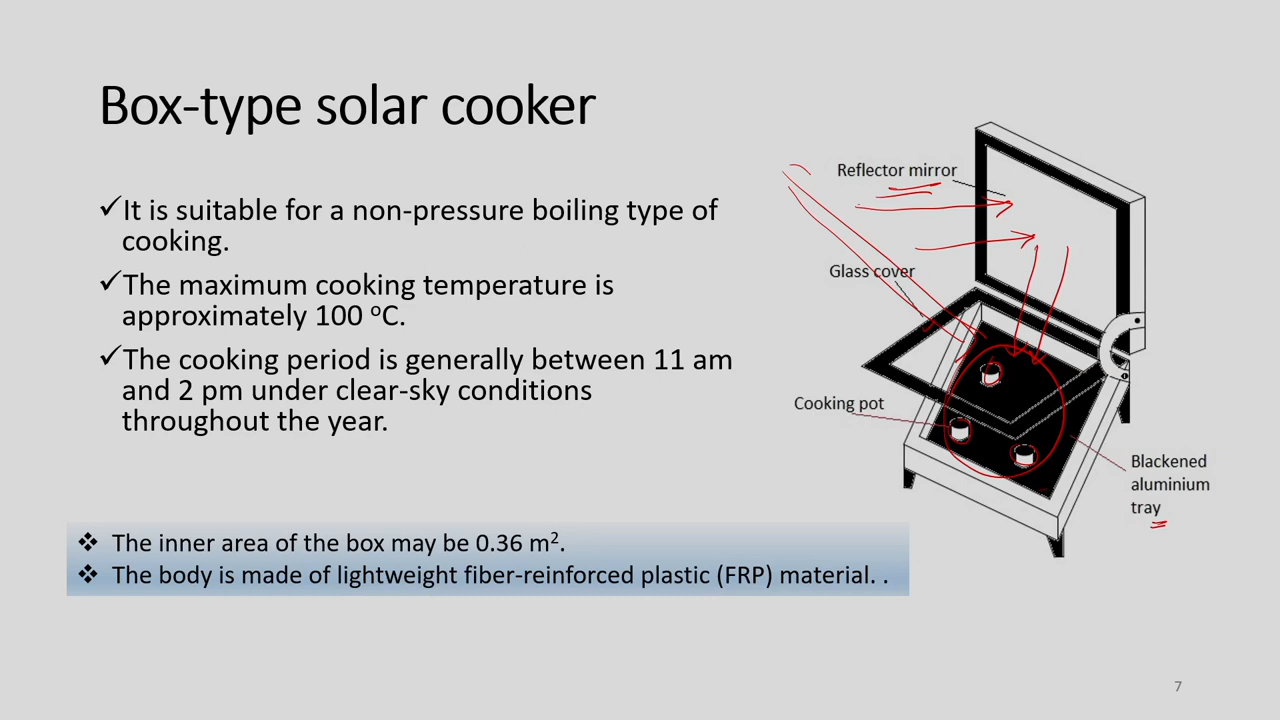 Box-type solar cooker
✓It is suitable for a non-pressure boiling type of
cooking.
✓The maximum cooking temperature is
approximately 100 ᵒC.
✓The cooking period is generally between 11 am
and 2 pm under clear-sky conditions
throughout the year.
❖ The inner area of the box may be 0.36 m².
❖ The body is made of lightweight fiber-reinforced plastic (FRP) material. .
Reflector mirror
Glass cover
Cooking pot
Blackened
aluminium
tray
7